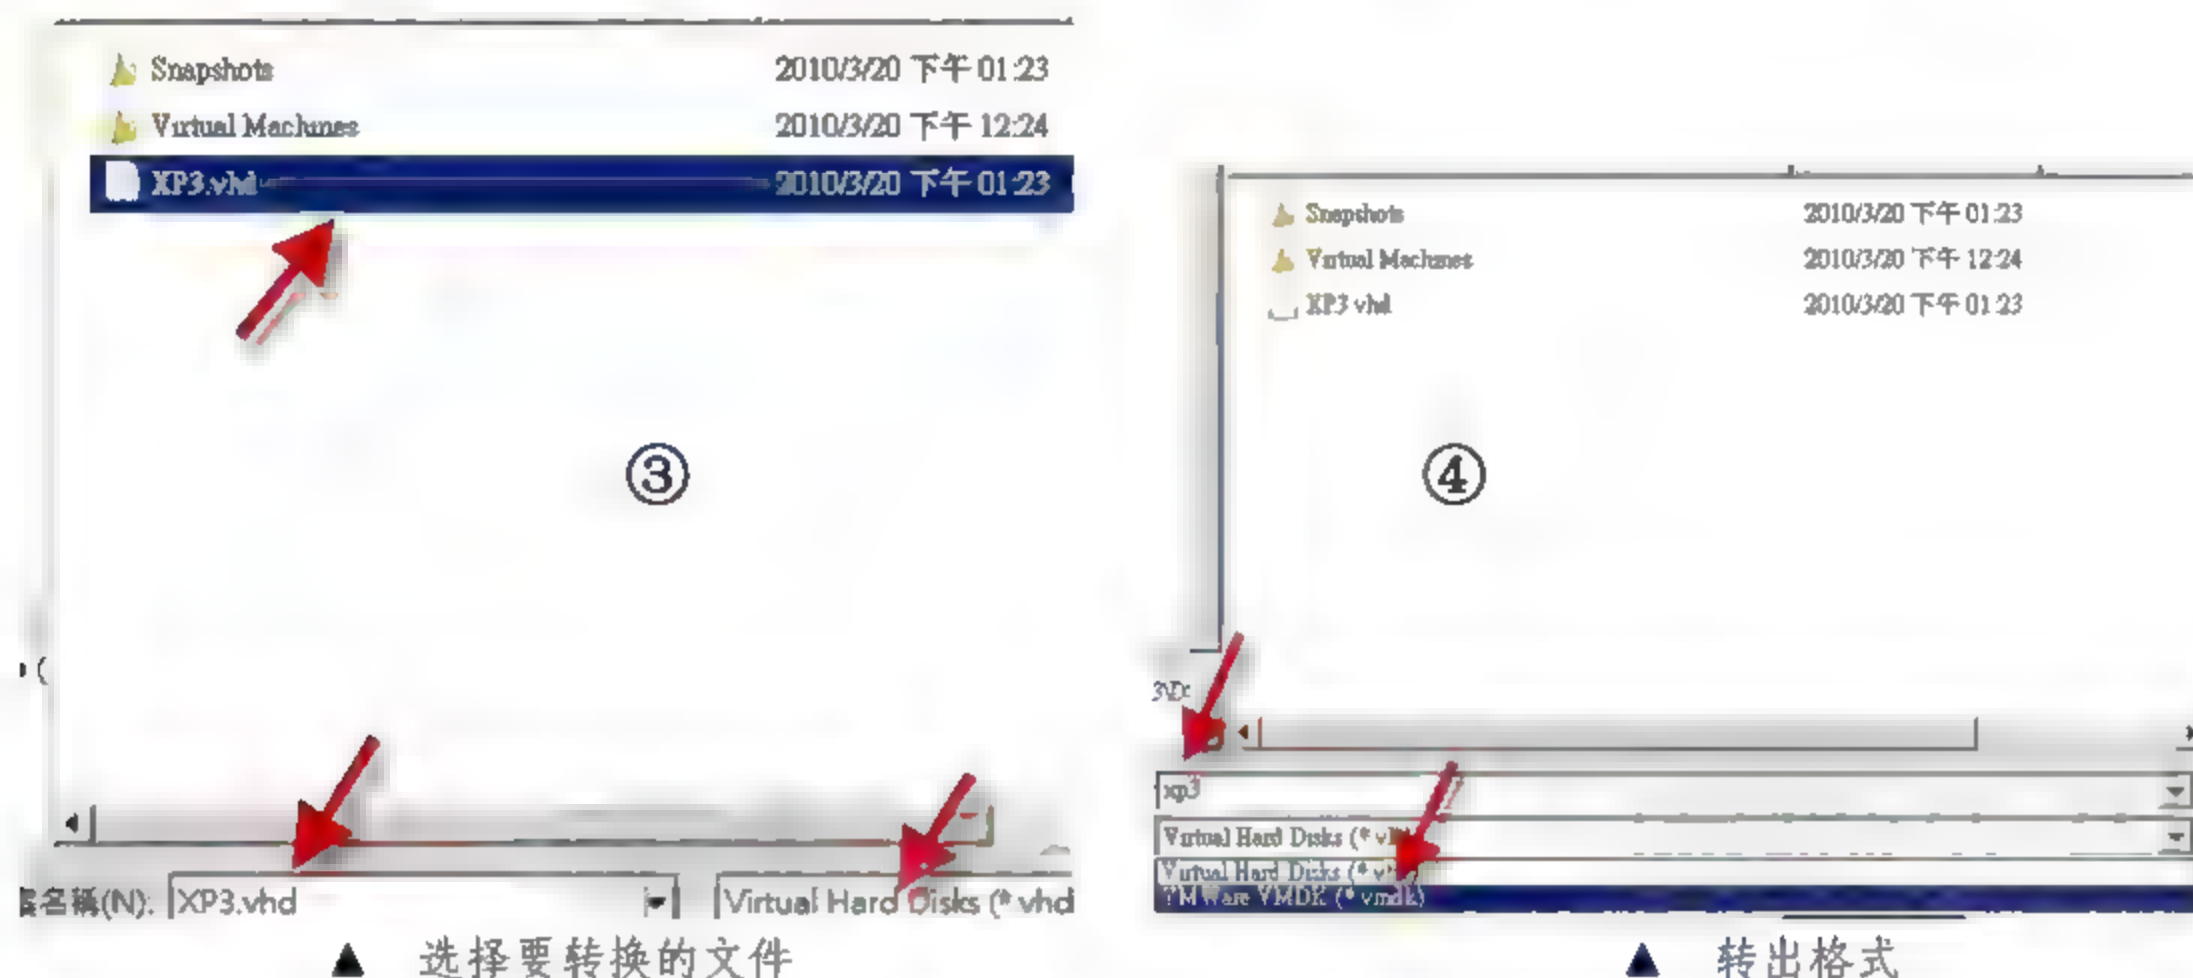 Snapshots 2010/3/20 下午 01:23
Virtual Machines 2010/3/20 下午 12:24
XP3.vhd 2010/3/20 下午 01:23
③
名稱(N): XP3.vhd Virtual Hard Disks (*.vhd
▲ 选择要转换的文件
Snapshots 2010/3/20 下午 01:23
Virtual Machines 2010/3/20 下午 12:24
XP3.vhd 2010/3/20 下午 01:23
④
xp3
Virtual Hard Disks (*.v
Virtual Hard Disks (*.v
VMWare VMDK (*.vmdk)
▲ 转出格式